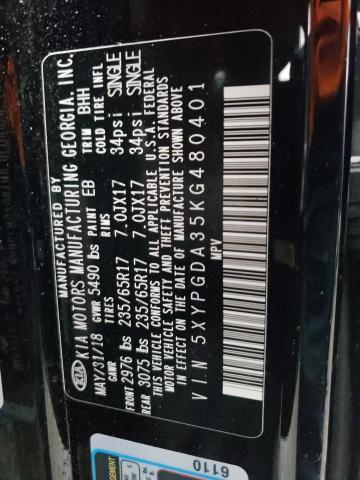 MANUFACTURED BY
KIA KIA MOTORS MANUFACTURING GEORGIA, INC.
MAY/31/18 PAINT EB TRIM BHH
GVWR 5490 lbs
GAWR TIRES RIMS COLD TIRE INFL
FRONT 2976 lbs 235/65R17 7.0JX17 34psi SINGLE
REAR 3075 lbs 235/65R17 7.0JX17 34psi SINGLE
THIS VEHICLE CONFORMS TO ALL APPLICABLE U.S.A FEDERAL
MOTOR VEHICLE SAFETY AND THEFT PREVENTION STANDARDS
IN EFFECT ON THE DATE OF MANUFACTURE SHOWN ABOVE
MPV
VIN 5XYPGDA35KG480401
6110